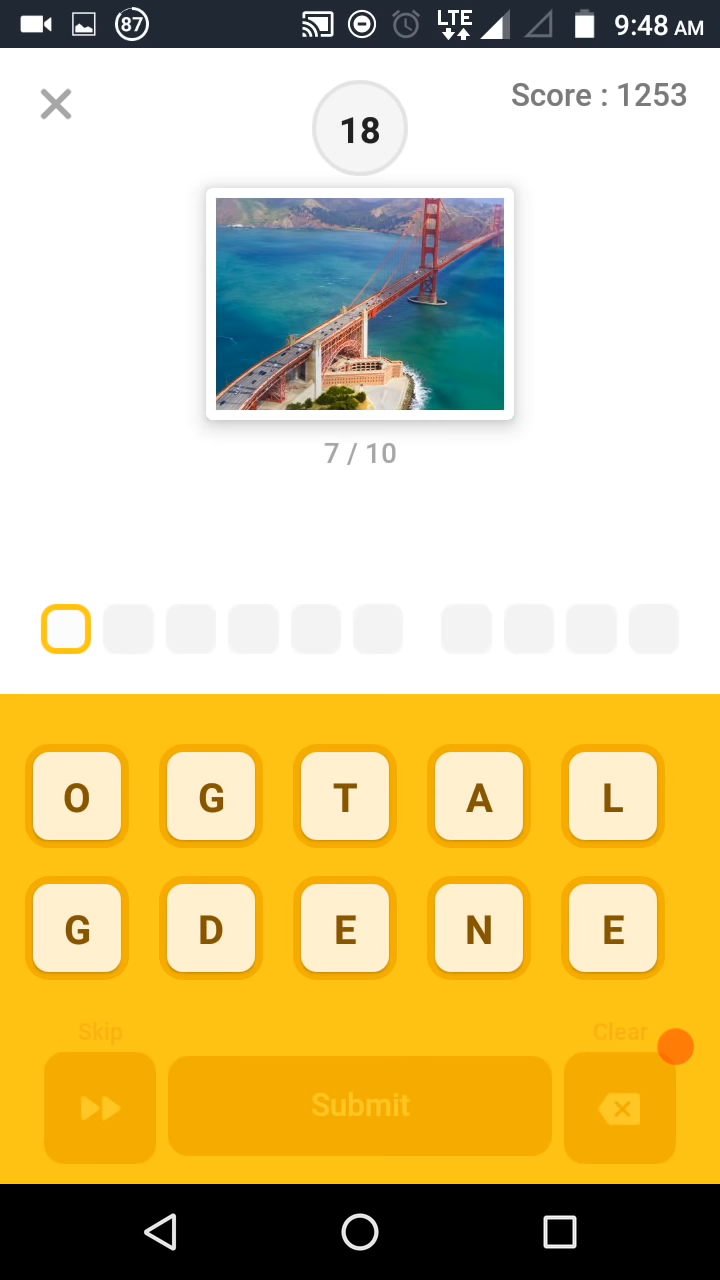 87 LTE 9:48 AM
Score : 1253
18
7 / 10
O G T A L
G D E N E
Skip Clear
Submit